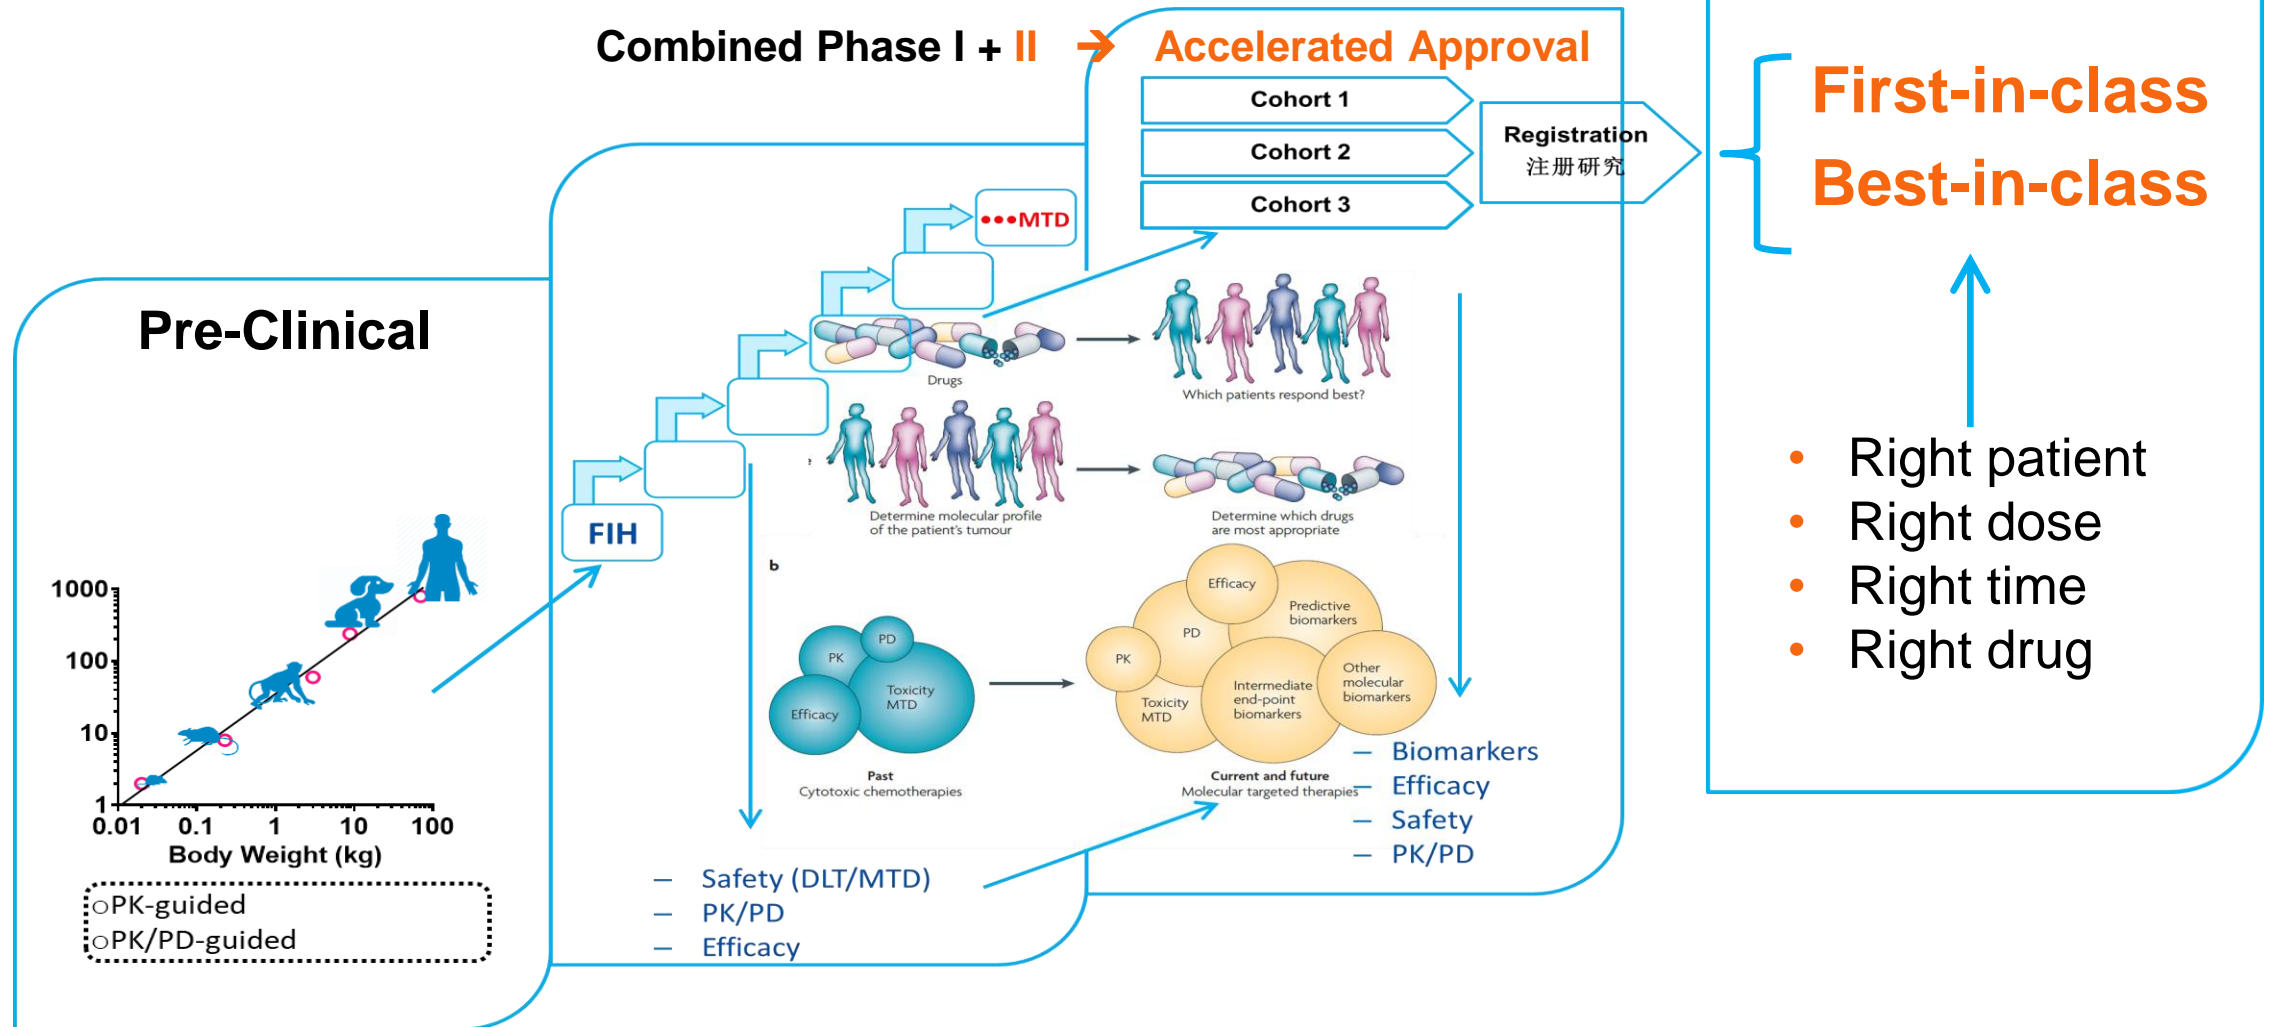 Combined Phase I + II ➔ Accelerated Approval
Pre-Clinical
1000
100
10
1
0.01 0.1 1 10 100
Body Weight (kg)
○PK-guided
○PK/PD-guided
FIH
•••MTD
Cohort 1
Cohort 2
Cohort 3
Registration
注册研究
Drugs
Which patients respond best?
Determine molecular profile
of the patient's tumour
Determine which drugs
are most appropriate
b
PK
PD
Efficacy
Toxicity
MTD
Past
Cytotoxic chemotherapies
Efficacy
PD
Predictive
biomarkers
PK
Toxicity
MTD
Intermediate
end-point
biomarkers
Other
molecular
biomarkers
Current and future
Molecular targeted therapies
– Safety (DLT/MTD)
– PK/PD
– Efficacy
– Biomarkers
– Efficacy
– Safety
– PK/PD
First-in-class
Best-in-class
• Right patient
• Right dose
• Right time
• Right drug